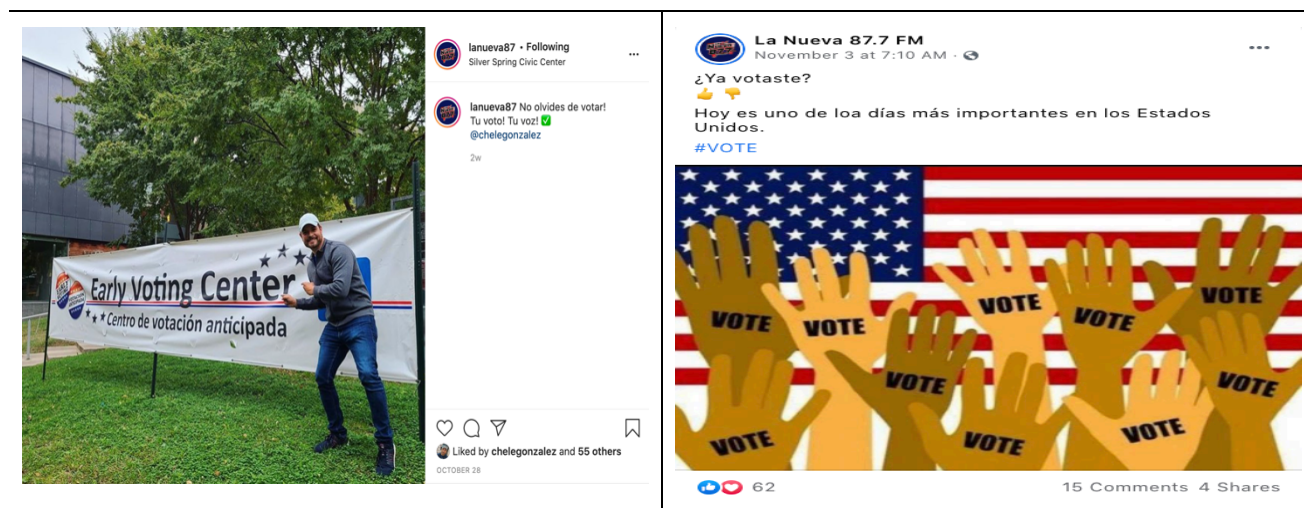 lanueva87 • Following
Silver Spring Civic Center
lanueva87 No olvides de votar!
Tu voto! Tu voz! ✅
@chelegonzalez
2w
Liked by chelegonzalez and 55 others
OCTOBER 28
Early Voting Center
Centro de votación anticipada
La Nueva 87.7 FM
November 3 at 7:10 AM ·
¿Ya votaste?
👍 👎
Hoy es uno de loa días más importantes en los Estados
Unidos.
#VOTE
VOTE
VOTE
VOTE
VOTE
VOTE
VOTE
VOTE
VOTE
VOTE
VOTE
62
15 Comments 4 Shares